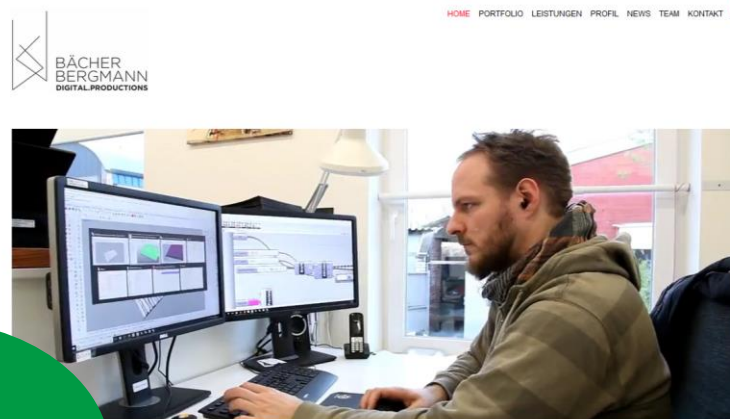 HOME PORTFOLIO LEISTUNGEN PROFIL NEWS TEAM KONTAKT
BÄCHER
BERGMANN
DIGITAL.PRODUCTIONS